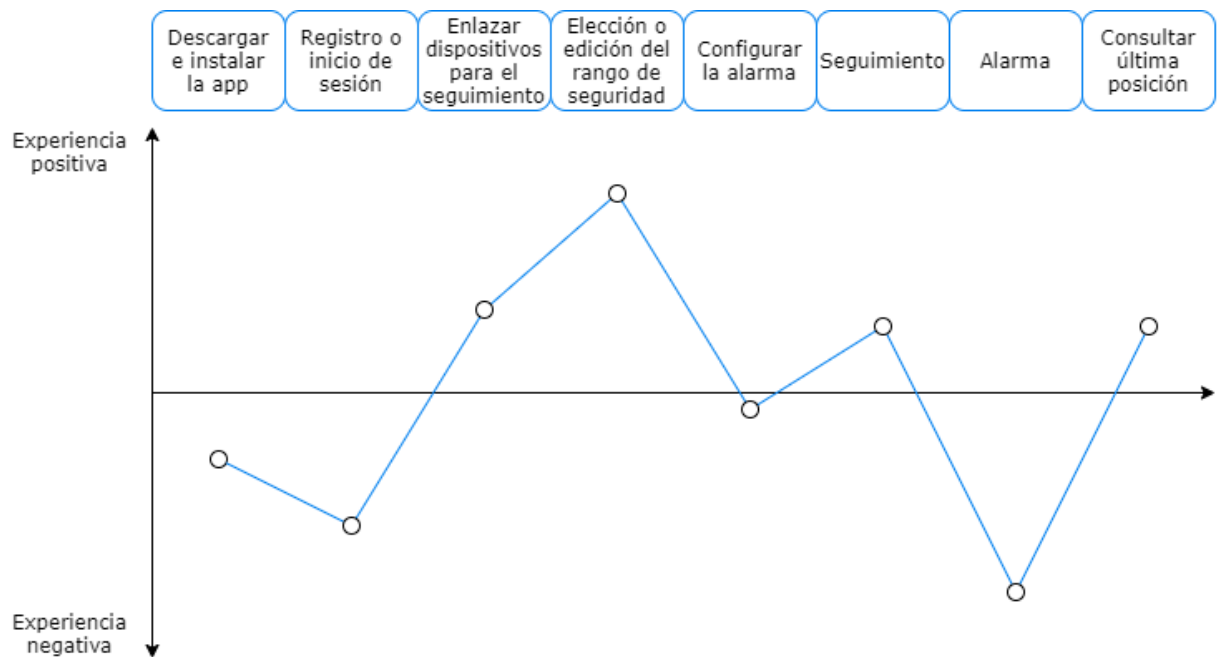 Descargar
e instalar
la app
Registro o
inicio de
sesión
Enlazar
dispositivos
para el
seguimiento
Elección o
edición del
rango de
seguridad
Configurar
la alarma
Seguimiento
Alarma
Consultar
última
posición
Experiencia
positiva
Experiencia
negativa